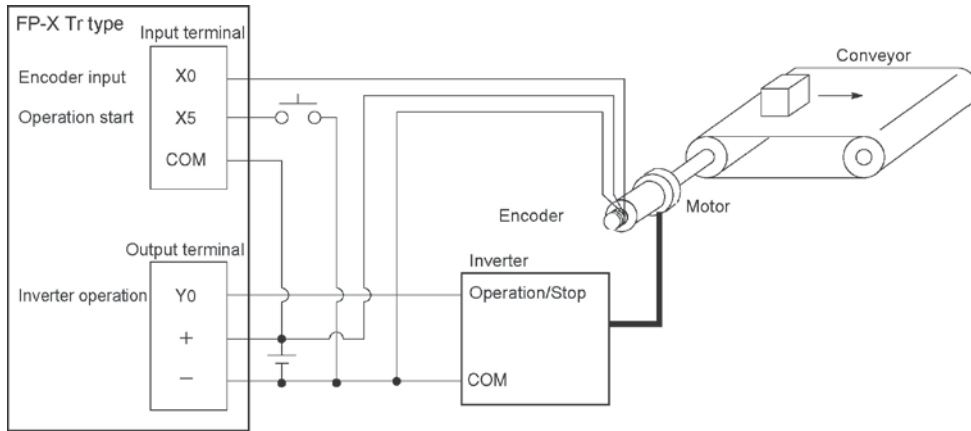 FP-X Tr type
Input terminal
Encoder input
X0
Operation start
X5
COM
Output terminal
Inverter operation
Y0
+
−
Encoder
Inverter
Operation/Stop
COM
Motor
Conveyor